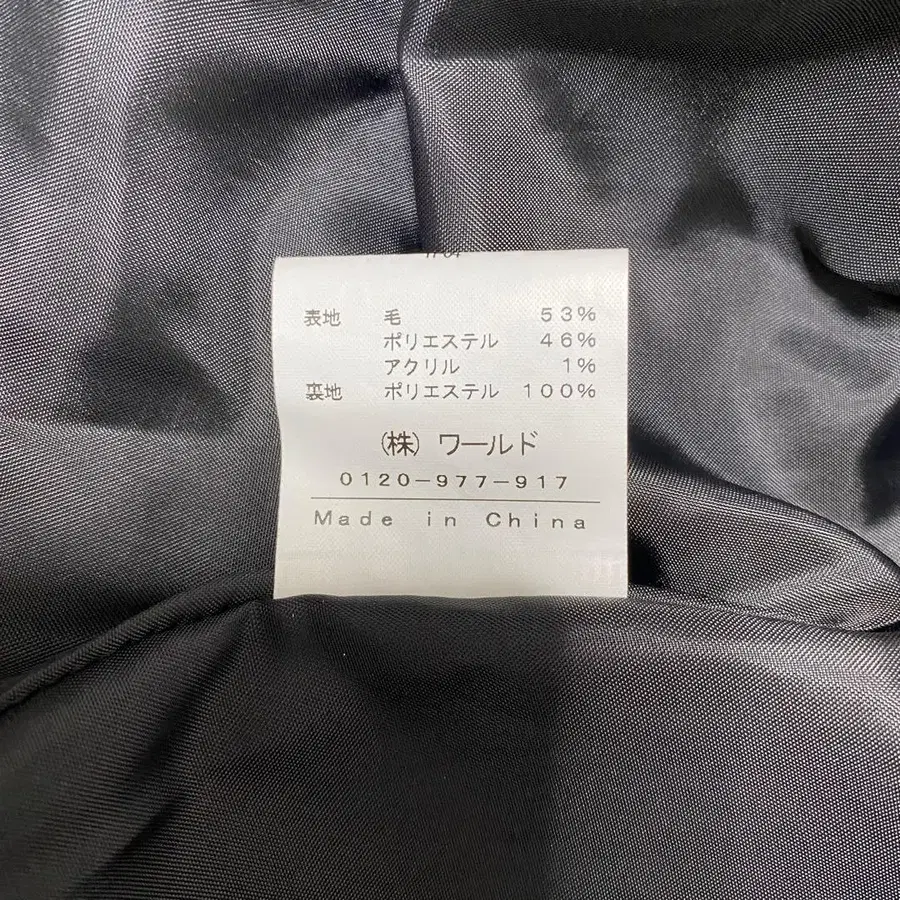 表地 毛 53%
ポリエステル 46%
アクリル 1%
裏地 ポリエステル 100%
(株) ワールド
0120-977-917
Made in China